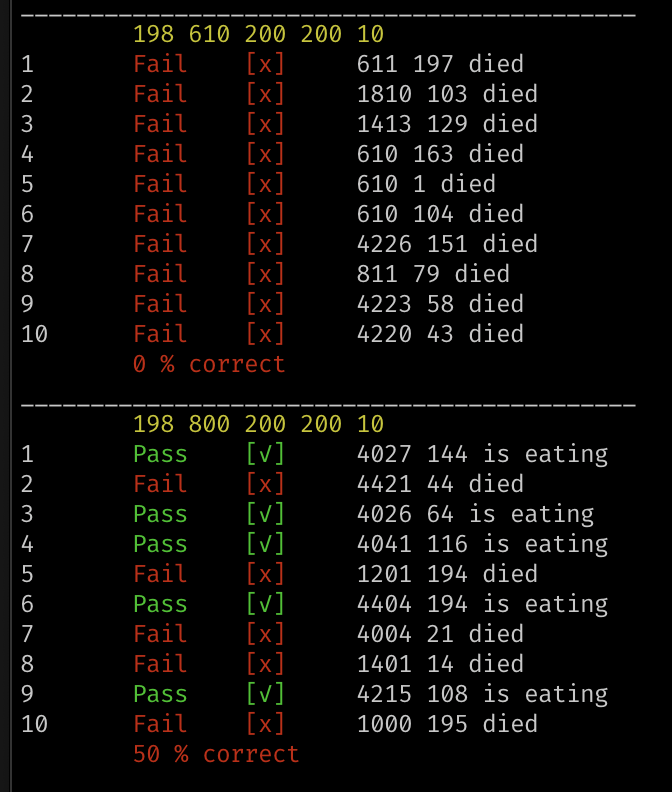 198 610 200 200 10
1 Fail [x] 611 197 died
2 Fail [x] 1810 103 died
3 Fail [x] 1413 129 died
4 Fail [x] 610 163 died
5 Fail [x] 610 1 died
6 Fail [x] 610 104 died
7 Fail [x] 4226 151 died
8 Fail [x] 811 79 died
9 Fail [x] 4223 58 died
10 Fail [x] 4220 43 died
0 % correct
198 800 200 200 10
1 Pass [√] 4027 144 is eating
2 Fail [x] 4421 44 died
3 Pass [√] 4026 64 is eating
4 Pass [√] 4041 116 is eating
5 Fail [x] 1201 194 died
6 Pass [√] 4404 194 is eating
7 Fail [x] 4004 21 died
8 Fail [x] 1401 14 died
9 Pass [√] 4215 108 is eating
10 Fail [x] 1000 195 died
50 % correct